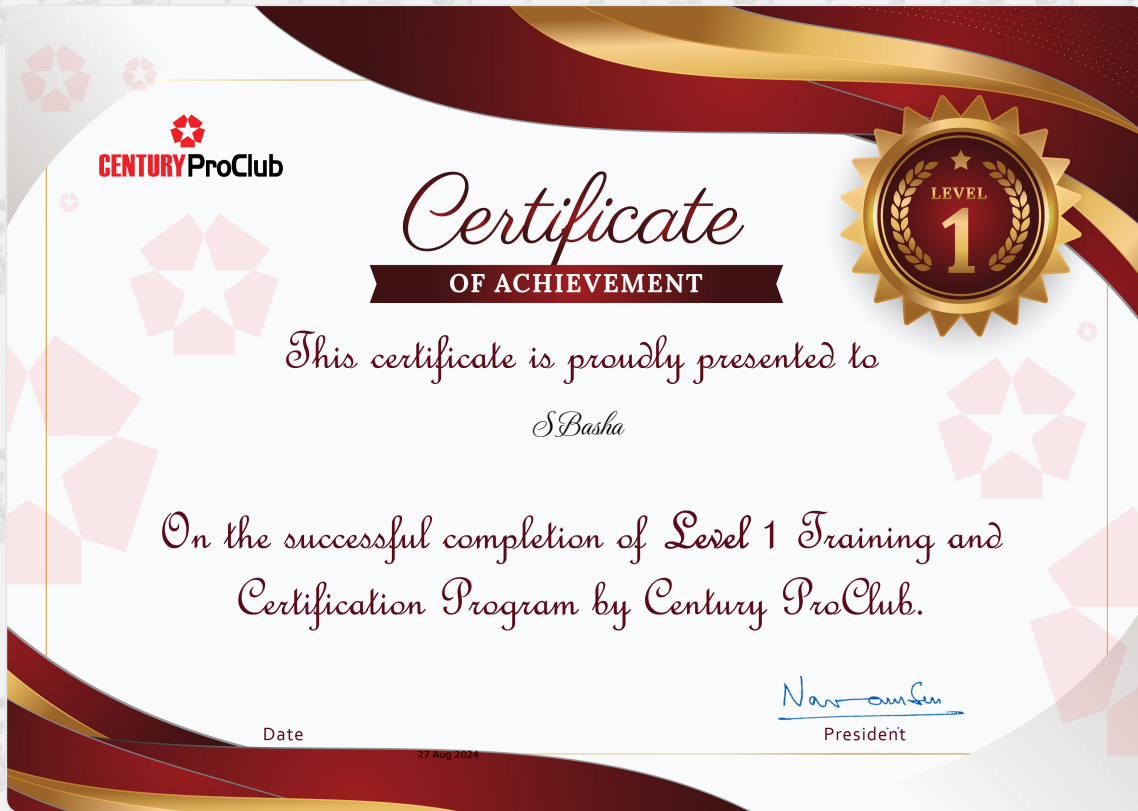 CENTURY ProClub
LEVEL
1
Certificate
OF ACHIEVEMENT
This certificate is proudly presented to
S Basha
On the successful completion of Level 1 Training and
Certification Program by Century ProClub.
Date
President
27 Aug 2024